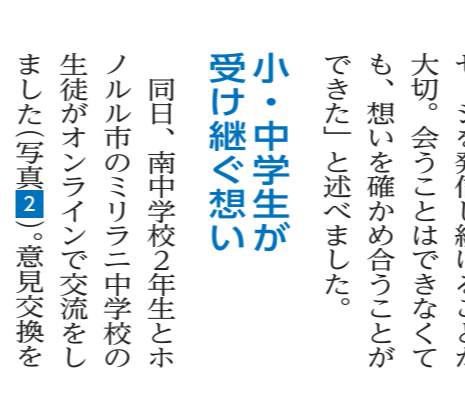 大切。会うことはできなくて
も、想いを確かめ合うことが
できた」と述べました。
小・中学生が
受け継ぐ想い
同日、南中学校２年生とホ
ノルル市のミリラニ中学校の
生徒がオンラインで交流をし
ました(写真2)。意見交換を